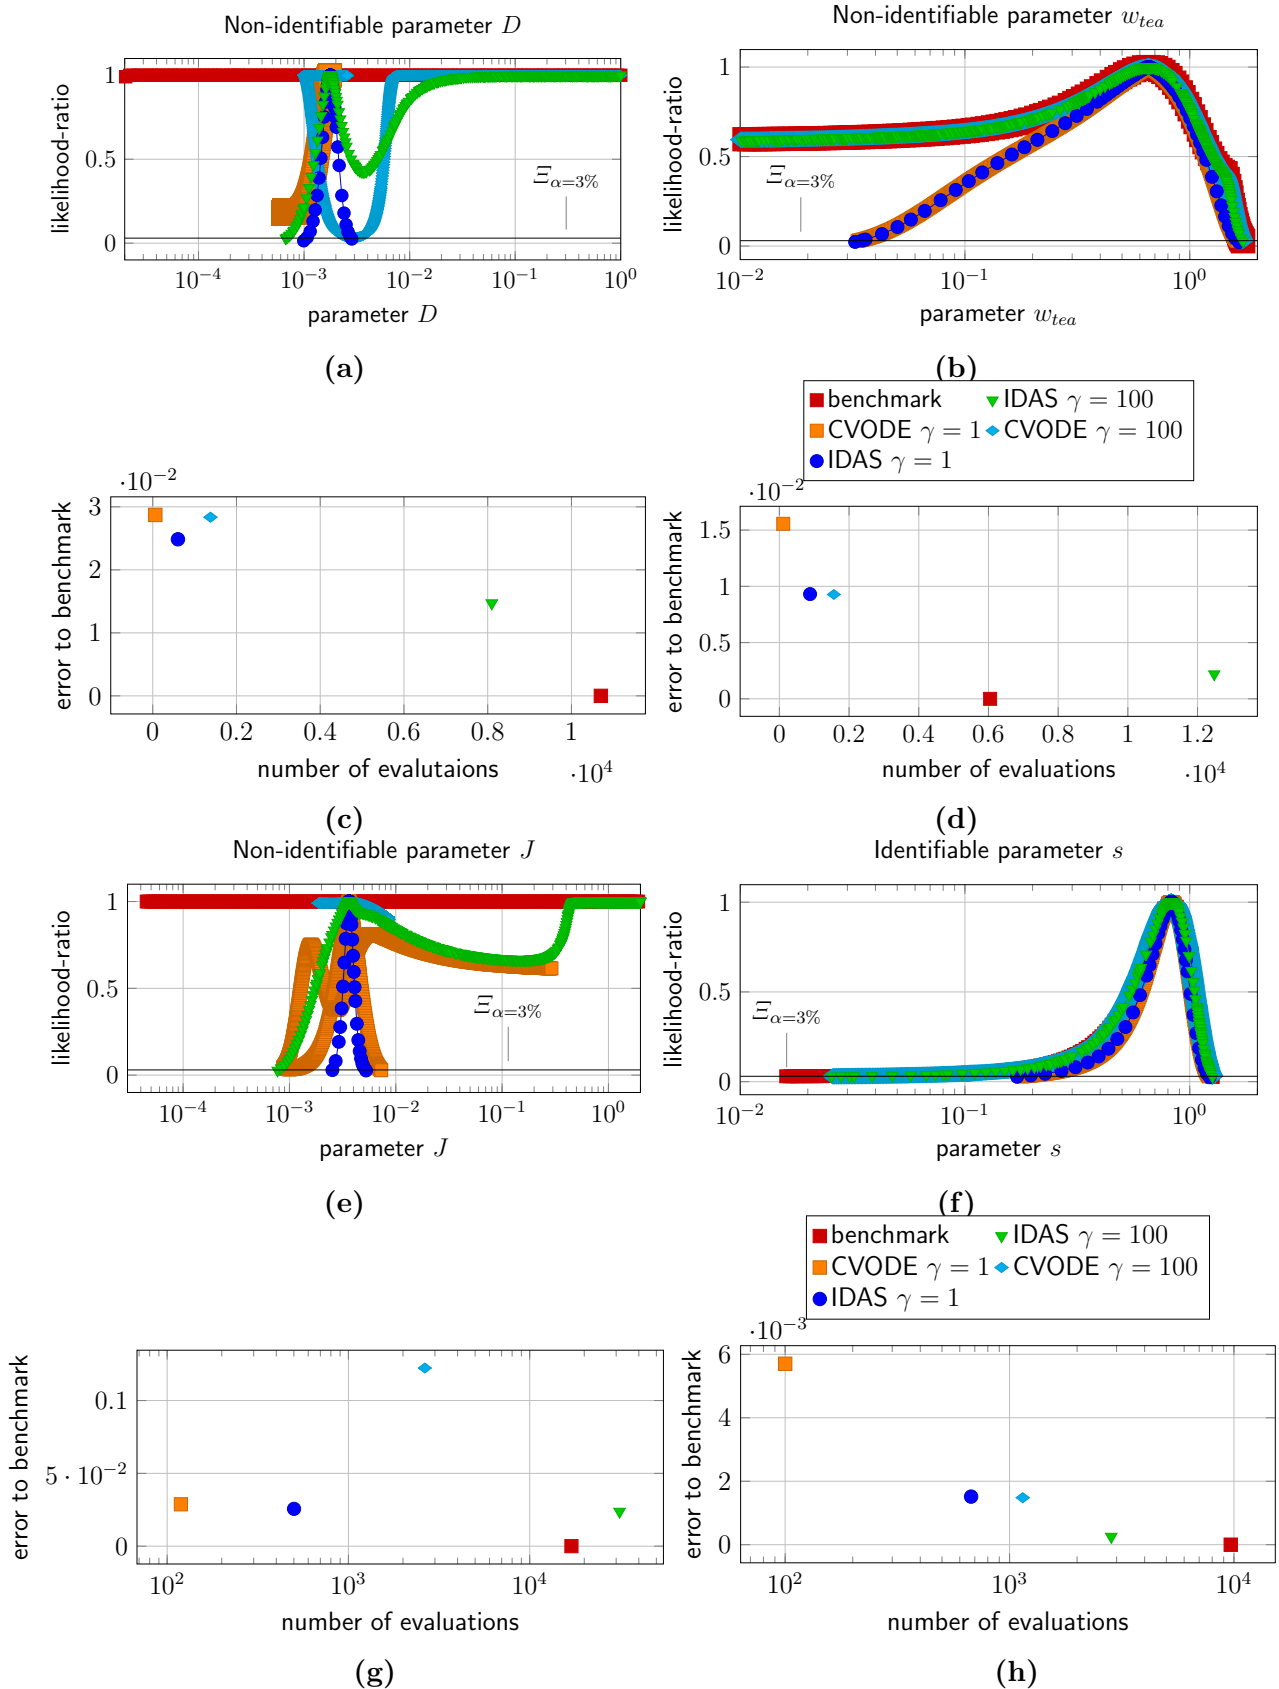 Non-identifiable parameter D
likelihood-ratio
1
0.5
0
Ξα=3%
10⁻⁴ 10⁻³ 10⁻² 10⁻¹ 10⁰
parameter D
(a)
Non-identifiable parameter w_tea
likelihood-ratio
1
0.5
0
Ξα=3%
10⁻² 10⁻¹ 10⁰
parameter w_tea
(b)
benchmark IDAS γ = 100
CVODE γ = 1 CVODE γ = 100
IDAS γ = 1
·10⁻²
error to benchmark
3
2
1
0
0 0.2 0.4 0.6 0.8 1
number of evalutaions ·10⁴
(c)
·10⁻²
error to benchmark
1.5
1
0.5
0
0 0.2 0.4 0.6 0.8 1 1.2
number of evaluations ·10⁴
(d)
Non-identifiable parameter J
likelihood-ratio
1
0.5
0
Ξα=3%
10⁻⁴ 10⁻³ 10⁻² 10⁻¹ 10⁰
parameter J
(e)
Identifiable parameter s
likelihood-ratio
1
0.5
0
Ξα=3%
10⁻² 10⁻¹ 10⁰
parameter s
(f)
benchmark IDAS γ = 100
CVODE γ = 1 CVODE γ = 100
IDAS γ = 1
error to benchmark
0.1
5 · 10⁻²
0
10² 10³ 10⁴
number of evaluations
(g)
·10⁻³
error to benchmark
6
4
2
0
10² 10³ 10⁴
number of evaluations
(h)